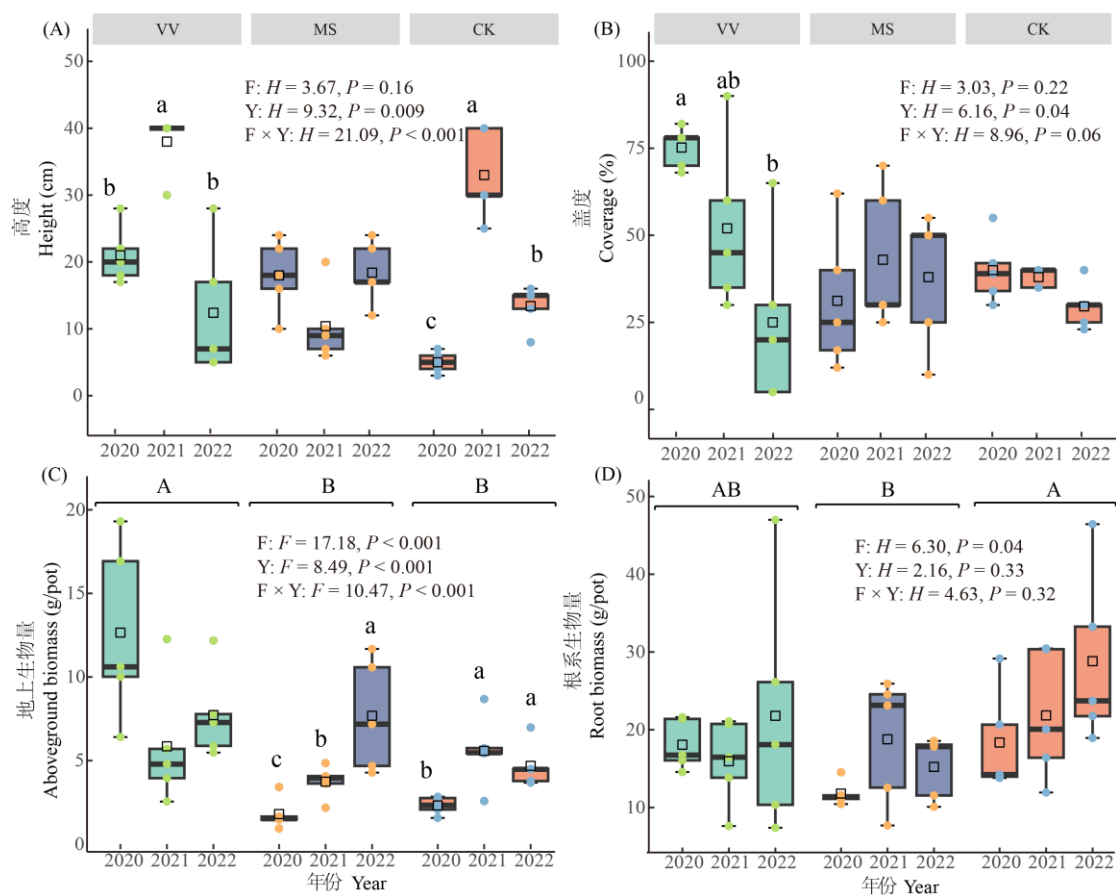 (A)
VV MS CK
50
40
30
20
10
0
高度
Height (cm)
F: H = 3.67, P = 0.16
Y: H = 9.32, P = 0.009
F × Y: H = 21.09, P < 0.001
b a b a c b
2020 2021 2022 2020 2021 2022 2020 2021 2022
(B)
VV MS CK
100
75
50
25
0
盖度
Coverage (%)
F: H = 3.03, P = 0.22
Y: H = 6.16, P = 0.04
F × Y: H = 8.96, P = 0.06
a ab b
2020 2021 2022 2020 2021 2022 2020 2021 2022
(C)
A B B
20
15
10
5
0
地上生物量
Aboveground biomass (g/pot)
F: F = 17.18, P < 0.001
Y: F = 8.49, P < 0.001
F × Y: F = 10.47, P < 0.001
c b a b a a
2020 2021 2022 2020 2021 2022 2020 2021 2022
年份 Year
(D)
AB B A
50
40
30
20
10
根系生物量
Root biomass (g/pot)
F: H = 6.30, P = 0.04
Y: H = 2.16, P = 0.33
F × Y: H = 4.63, P = 0.32
2020 2021 2022 2020 2021 2022 2020 2021 2022
年份 Year